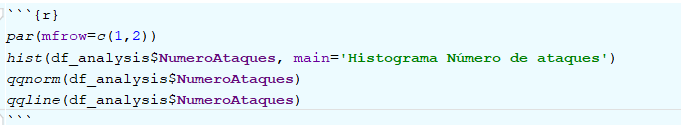 ```{r}
par(mfrow=c(1,2))
hist(df_analysis$NumeroAtaques, main='Histograma Número de ataques')
qqnorm(df_analysis$NumeroAtaques)
qqline(df_analysis$NumeroAtaques)
```